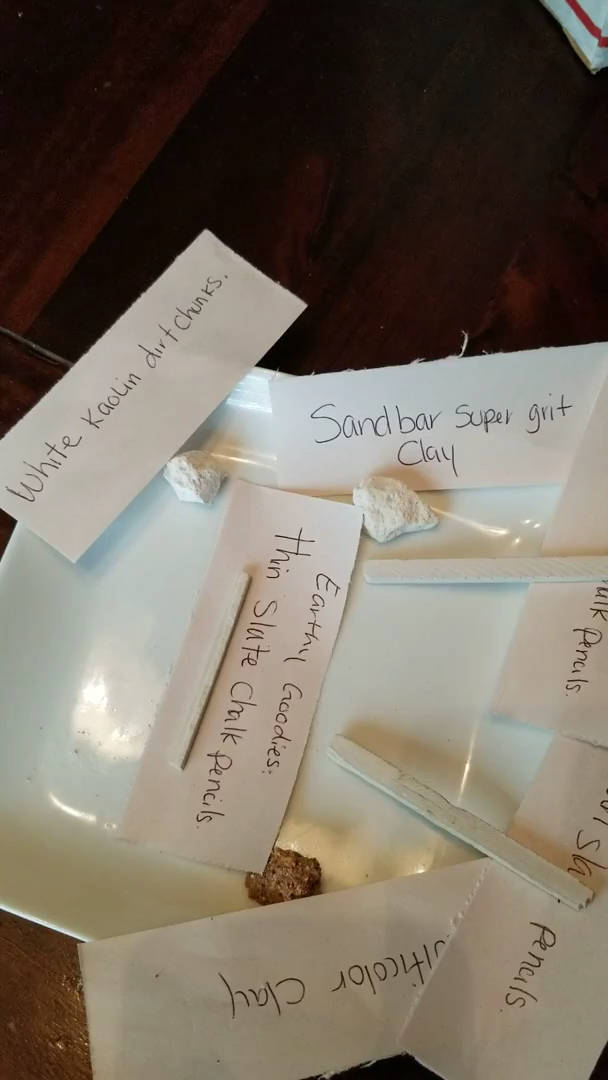 White Kaolin dirt chunks.
Sandbar Super grit
Clay
Earthy Goodies:
thin Slate Chalk Pencils.
Pencils.
Pencils.
Clay